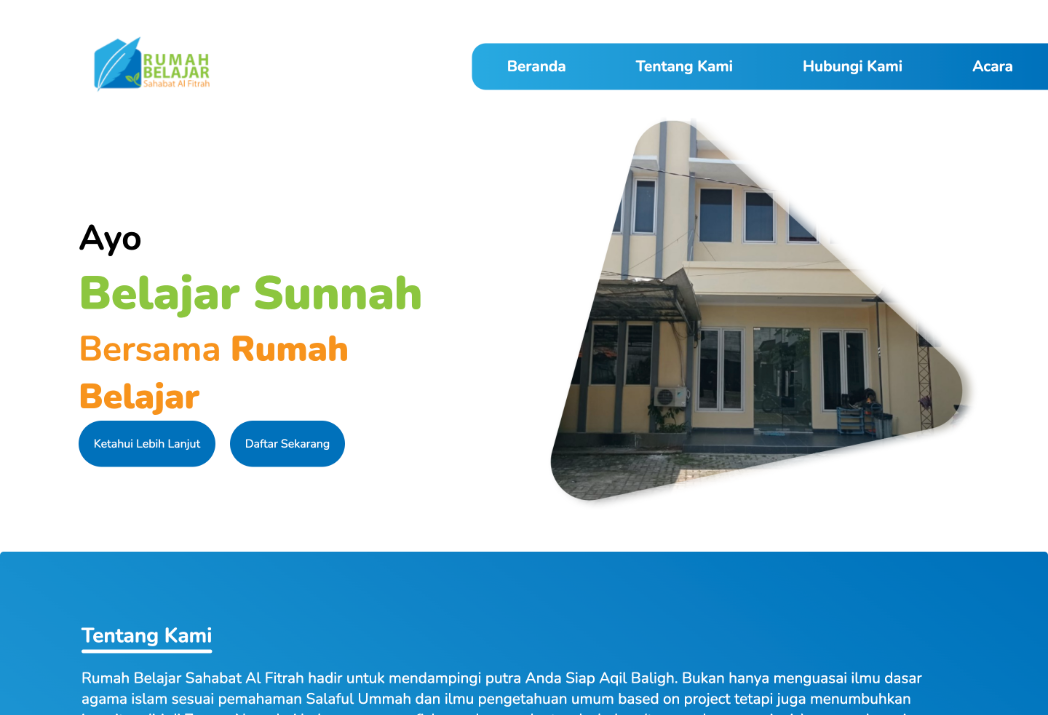 RUMAH
BELAJAR
Sahabat Al Fitrah
Beranda Tentang Kami Hubungi Kami Acara
Ayo
Belajar Sunnah
Bersama Rumah
Belajar
Ketahui Lebih Lanjut Daftar Sekarang
Tentang Kami
Rumah Belajar Sahabat Al Fitrah hadir untuk mendampingi putra Anda Siap Aqil Baligh. Bukan hanya menguasai ilmu dasar
agama islam sesuai pemahaman Salaful Ummah dan ilmu pengetahuan umum based on project tetapi juga menumbuhkan